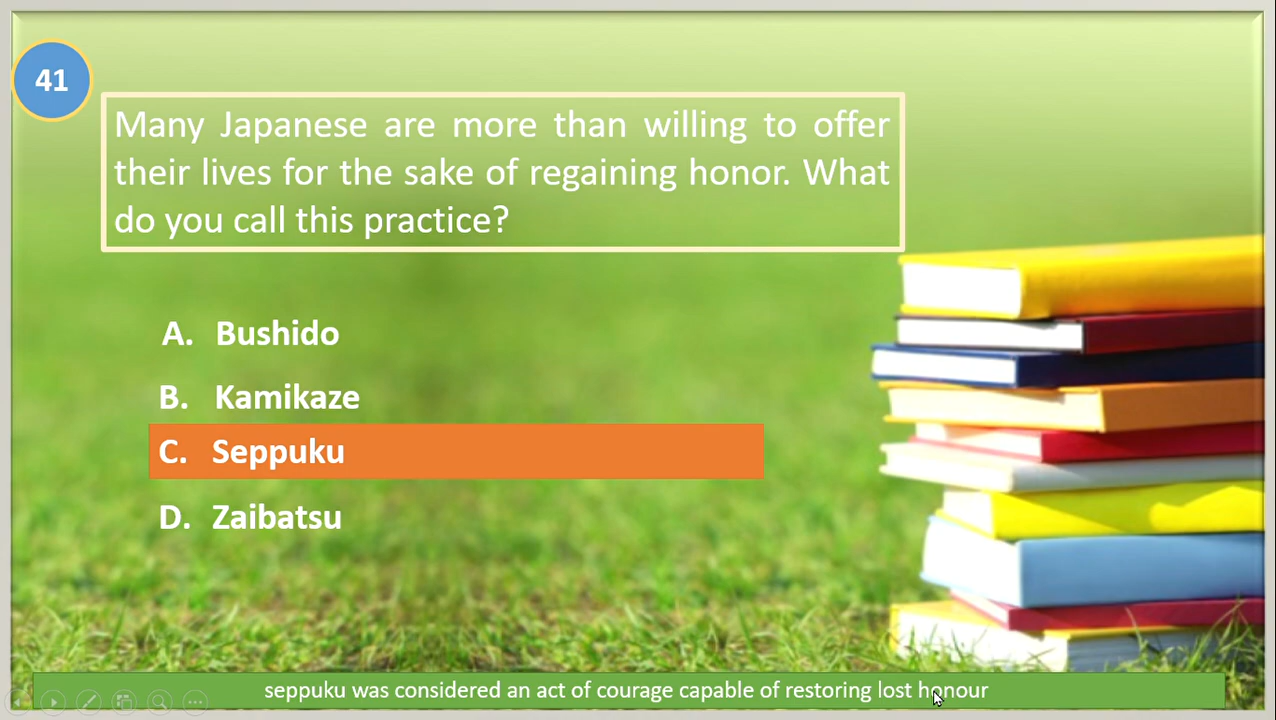 41
Many Japanese are more than willing to offer
their lives for the sake of regaining honor. What
do you call this practice?
A. Bushido
B. Kamikaze
C. Seppuku
D. Zaibatsu
seppuku was considered an act of courage capable of restoring lost honour